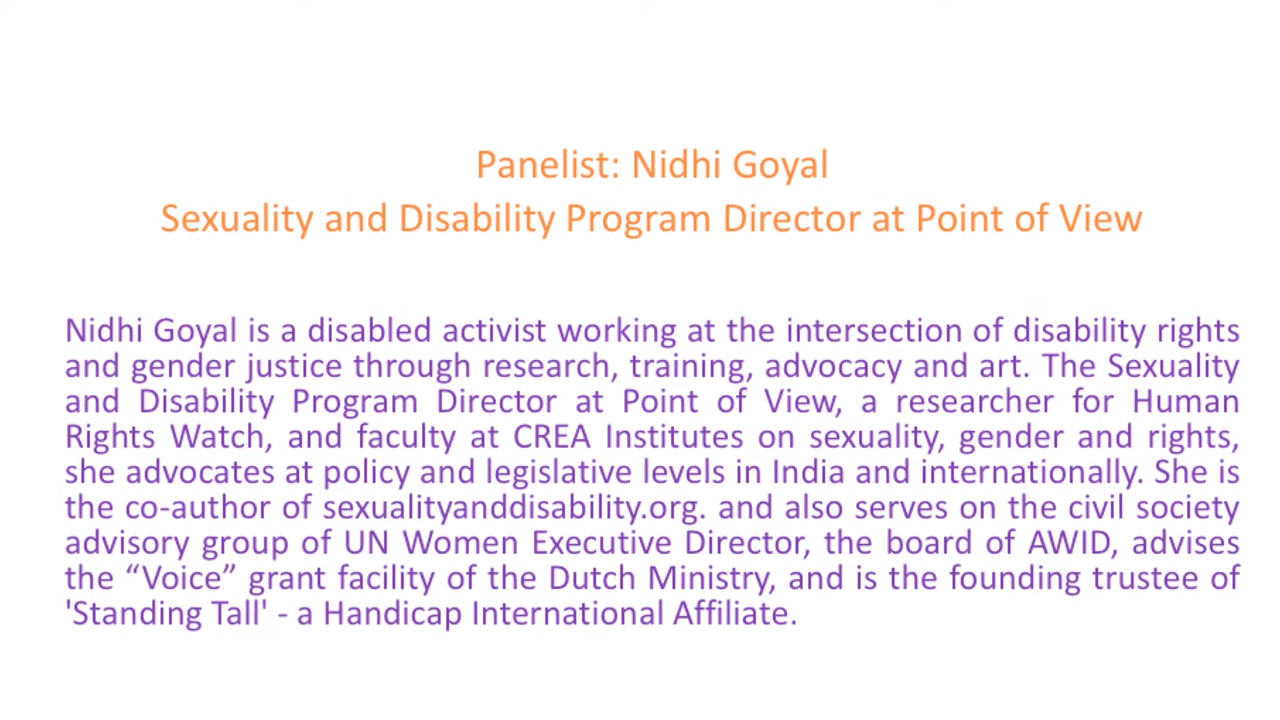 Panelist: Nidhi Goyal
Sexuality and Disability Program Director at Point of View
Nidhi Goyal is a disabled activist working at the intersection of disability rights
and gender justice through research, training, advocacy and art. The Sexuality
and Disability Program Director at Point of View, a researcher for Human
Rights Watch, and faculty at CREA Institutes on sexuality, gender and rights,
she advocates at policy and legislative levels in India and internationally. She is
the co-author of sexualityanddisability.org. and also serves on the civil society
advisory group of UN Women Executive Director, the board of AWID, advises
the “Voice” grant facility of the Dutch Ministry, and is the founding trustee of
'Standing Tall' - a Handicap International Affiliate.